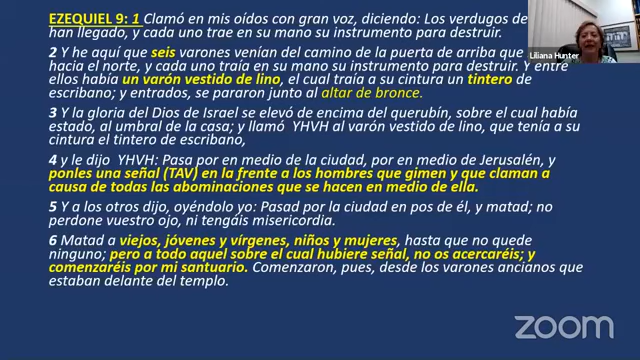 EZEQUIEL 9: 1 Clamó en mis oídos con gran voz, diciendo: Los verdugos de
han llegado, y cada uno trae en su mano su instrumento para destruir.
2 Y he aquí que seis varones venían del camino de la puerta de arriba que
hacia el norte, y cada uno traía en su mano su instrumento para destruir. Y entre
ellos había un varón vestido de lino, el cual traía a su cintura un tintero de
escribano; y entrados, se pararon junto al altar de bronce.
3 Y la gloria del Dios de Israel se elevó de encima del querubín, sobre el cual había
estado, al umbral de la casa; y llamó YHVH al varón vestido de lino, que tenía a su
cintura el tintero de escribano,
4 y le dijo YHVH: Pasa por en medio de la ciudad, por en medio de Jerusalén, y
ponles una señal (TAV) en la frente a los hombres que gimen y que claman a
causa de todas las abominaciones que se hacen en medio de ella.
5 Y a los otros dijo, oyéndolo yo: Pasad por la ciudad en pos de él, y matad; no
perdone vuestro ojo, ni tengáis misericordia.
6 Matad a viejos, jóvenes y vírgenes, niños y mujeres, hasta que no quede
ninguno; pero a todo aquel sobre el cual hubiere señal, no os acercaréis; y
comenzaréis por mi santuario. Comenzaron, pues, desde los varones ancianos que
estaban delante del templo.
Liliana Hunter
zoom